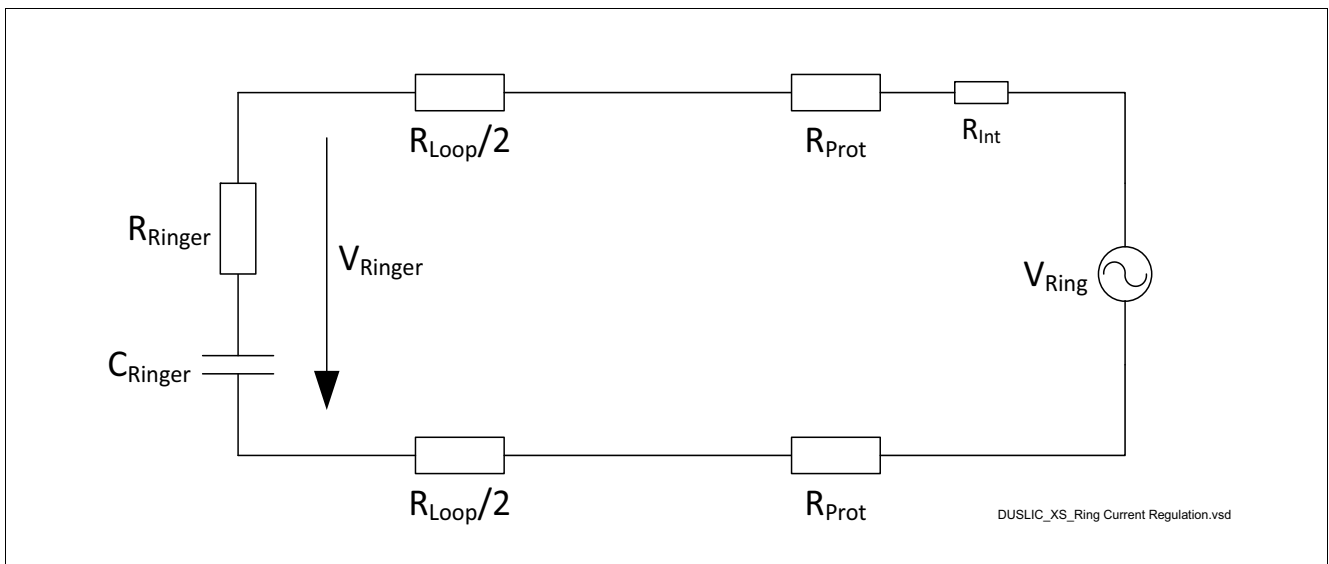 R_Loop/2
R_Prot
R_Int
R_Ringer
V_Ringer
V_Ring
C_Ringer
R_Loop/2
R_Prot
DUSLIC_XS_Ring Current Regulation.vsd